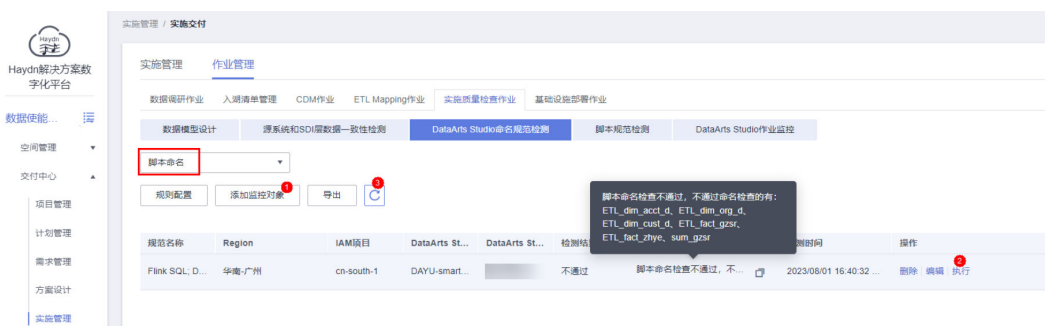 实施管理 / 实施交付
Haydn
Haydn解决方案数
字化平台
数据使能...
空间管理
交付中心
项目管理
计划管理
需求管理
方案设计
实施管理
实施管理 作业管理
数据调研作业 入湖清单管理 CDM作业 ETL Mapping作业 实施质量检查作业 基础设施部署作业
数据模型设计 源系统和SDI层数据一致性检测 DataArts Studio命名规范检测 脚本规范检测 DataArts Studio作业监控
脚本命名
规则配置 添加监控对象 1 导出 3
脚本命名检查不通过，不通过命名检查的有：
ETL_dim_acct_d、ETL_dim_org_d、
ETL_dim_cust_d、ETL_fact_gzsr、
ETL_fact_zhye、sum_gzsr
规范名称 Region IAM项目 DataArts St... DataArts St... 检测结 测时间 操作
Flink SQL; D... 华南-广州 cn-south-1 DAYU-smart... 不通过 脚本命名检查不通过，不... 2023/08/01 16:40:32 ... 删除 编辑 执行 2